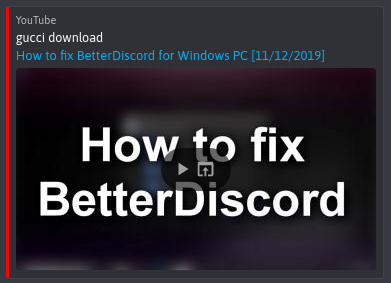 YouTube
gucci download
How to fix BetterDiscord for Windows PC [11/12/2019]
How to fix
BetterDiscord